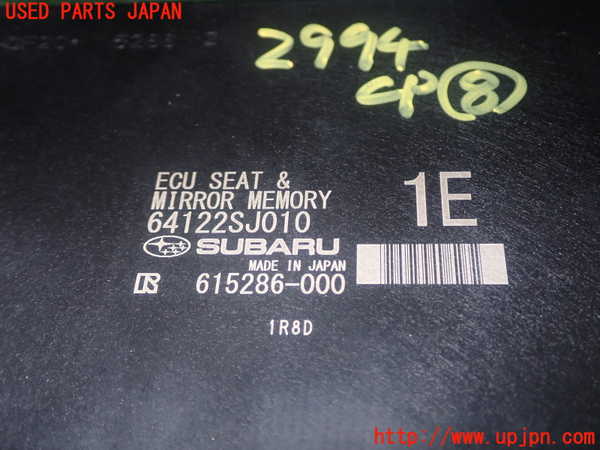 USED PARTS JAPAN
2994
CP⑧
ECU SEAT &
MIRROR MEMORY
64122SJ010
1E
SUBARU
MADE IN JAPAN
615286-000
1R8D
http://www.upjpn.com